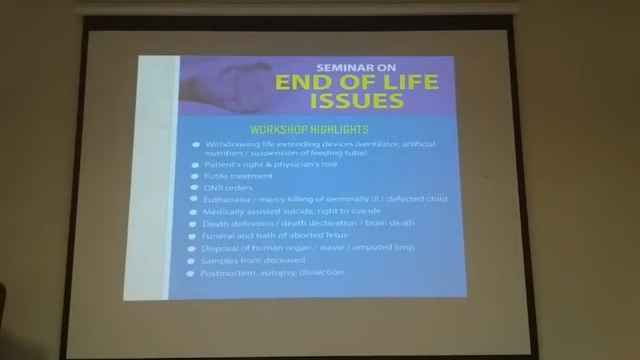 SEMINAR ON
END OF LIFE
ISSUES
WORKSHOP HIGHLIGHTS
Withdrawing life extending devices (ventilator, artificial
nutrition / suspension of feeding tube)
Patient's right & physician's role
Futile treatment
DNR orders
Euthanasia / mercy killing of terminally ill / defected child
Medically assisted suicide, right to suicide
Death definition / death declaration / brain death
Funeral and bath of aborted fetus
Disposal of human organ / waste / amputed limp
Samples from deceased
Postmortem, autopsy, dissection